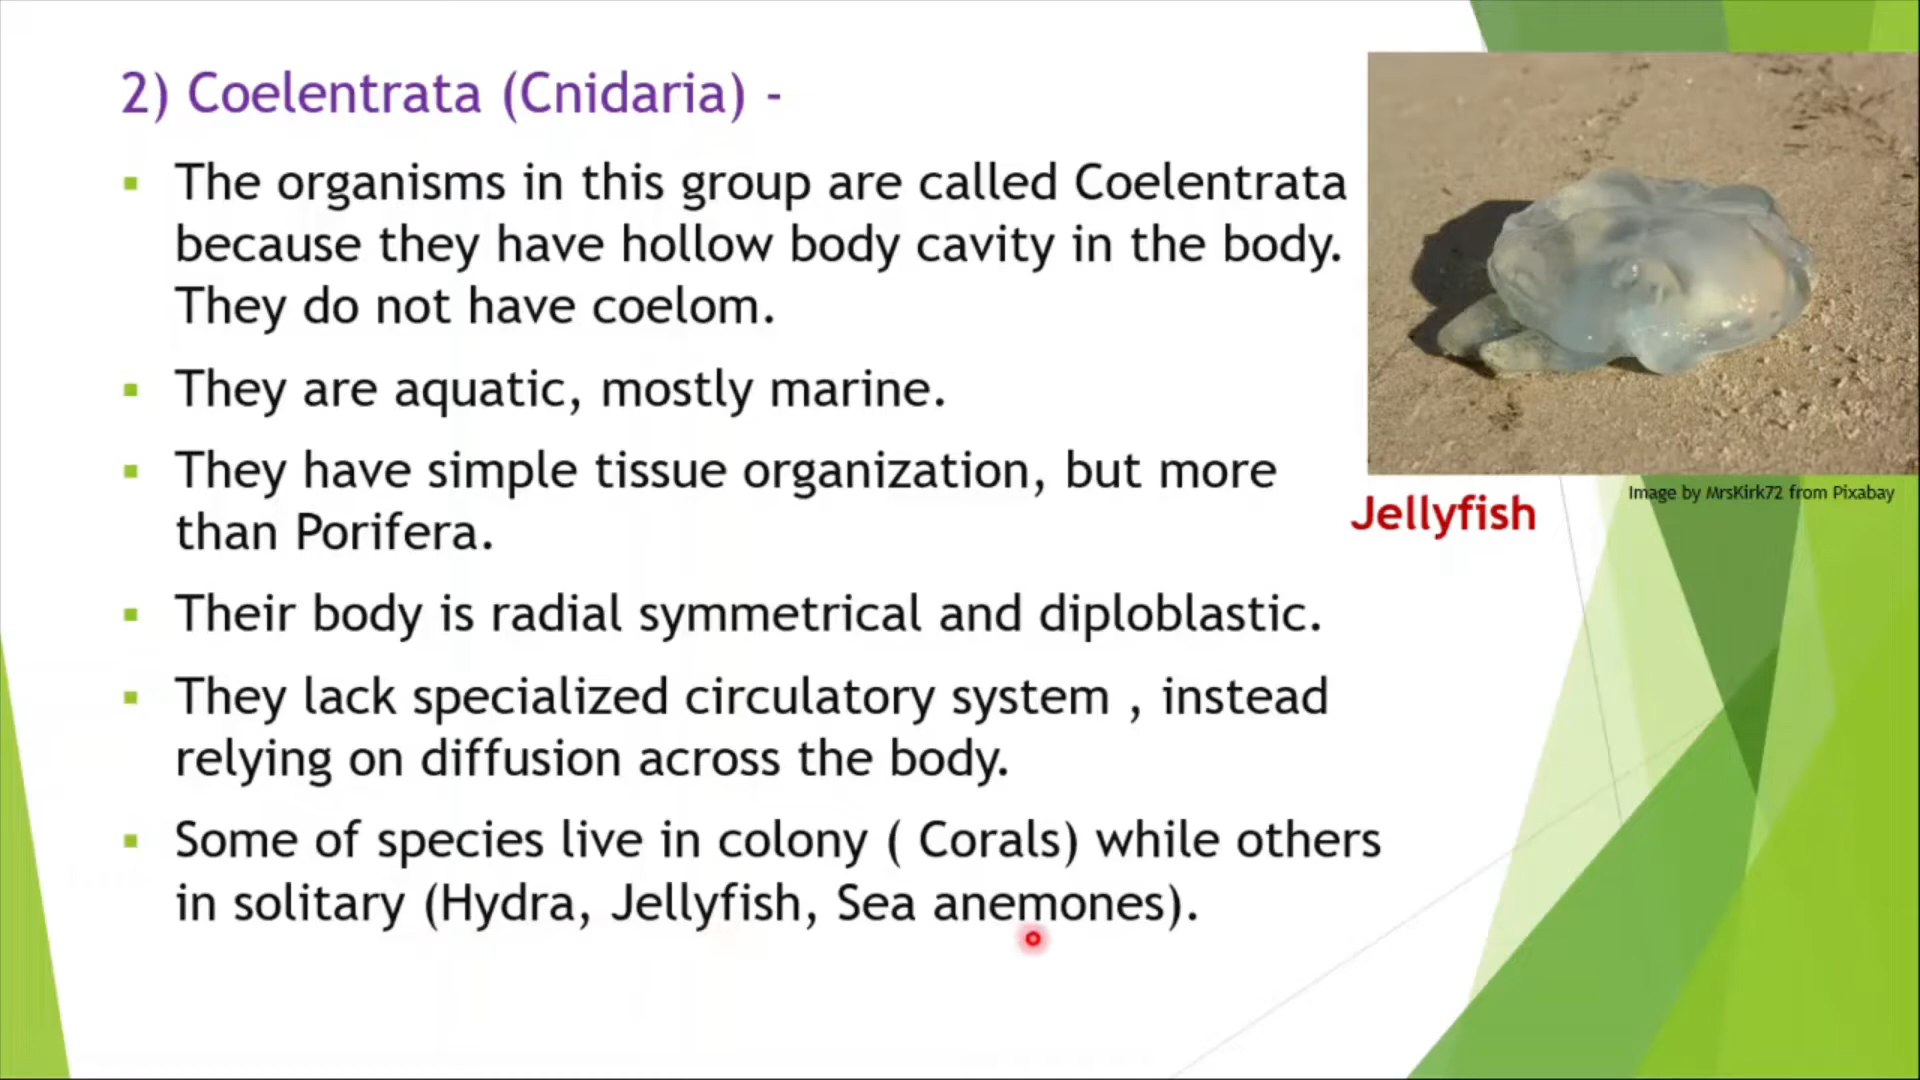 2) Coelentrata (Cnidaria) -
The organisms in this group are called Coelentrata
because they have hollow body cavity in the body.
They do not have coelom.
They are aquatic, mostly marine.
They have simple tissue organization, but more
than Porifera.
Their body is radial symmetrical and diploblastic.
They lack specialized circulatory system , instead
relying on diffusion across the body.
Some of species live in colony ( Corals) while others
in solitary (Hydra, Jellyfish, Sea anemones).
Image by MrsKirk72 from Pixabay
Jellyfish